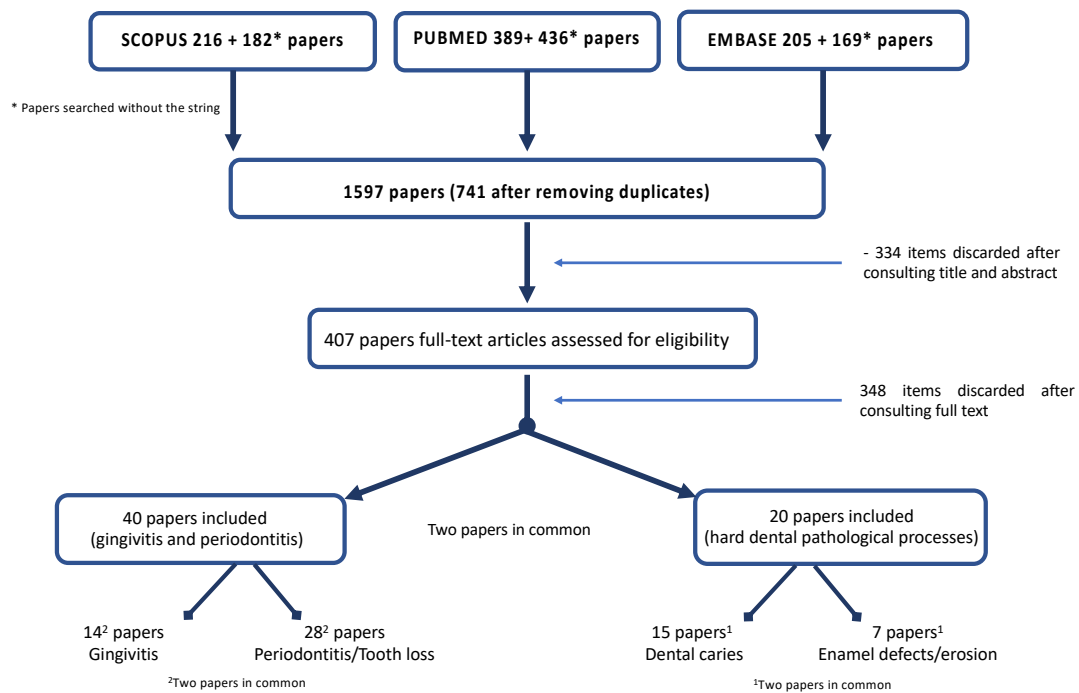 SCOPUS 216 + 182* papers
PUBMED 389+ 436* papers
EMBASE 205 + 169* papers
* Papers searched without the string
1597 papers (741 after removing duplicates)
- 334 items discarded after
consulting title and abstract
407 papers full-text articles assessed for eligibility
348 items discarded after
consulting full text
40 papers included
(gingivitis and periodontitis)
Two papers in common
20 papers included
(hard dental pathological processes)
14² papers
Gingivitis
28² papers
Periodontitis/Tooth loss
²Two papers in common
15 papers¹
Dental caries
7 papers¹
Enamel defects/erosion
¹Two papers in common